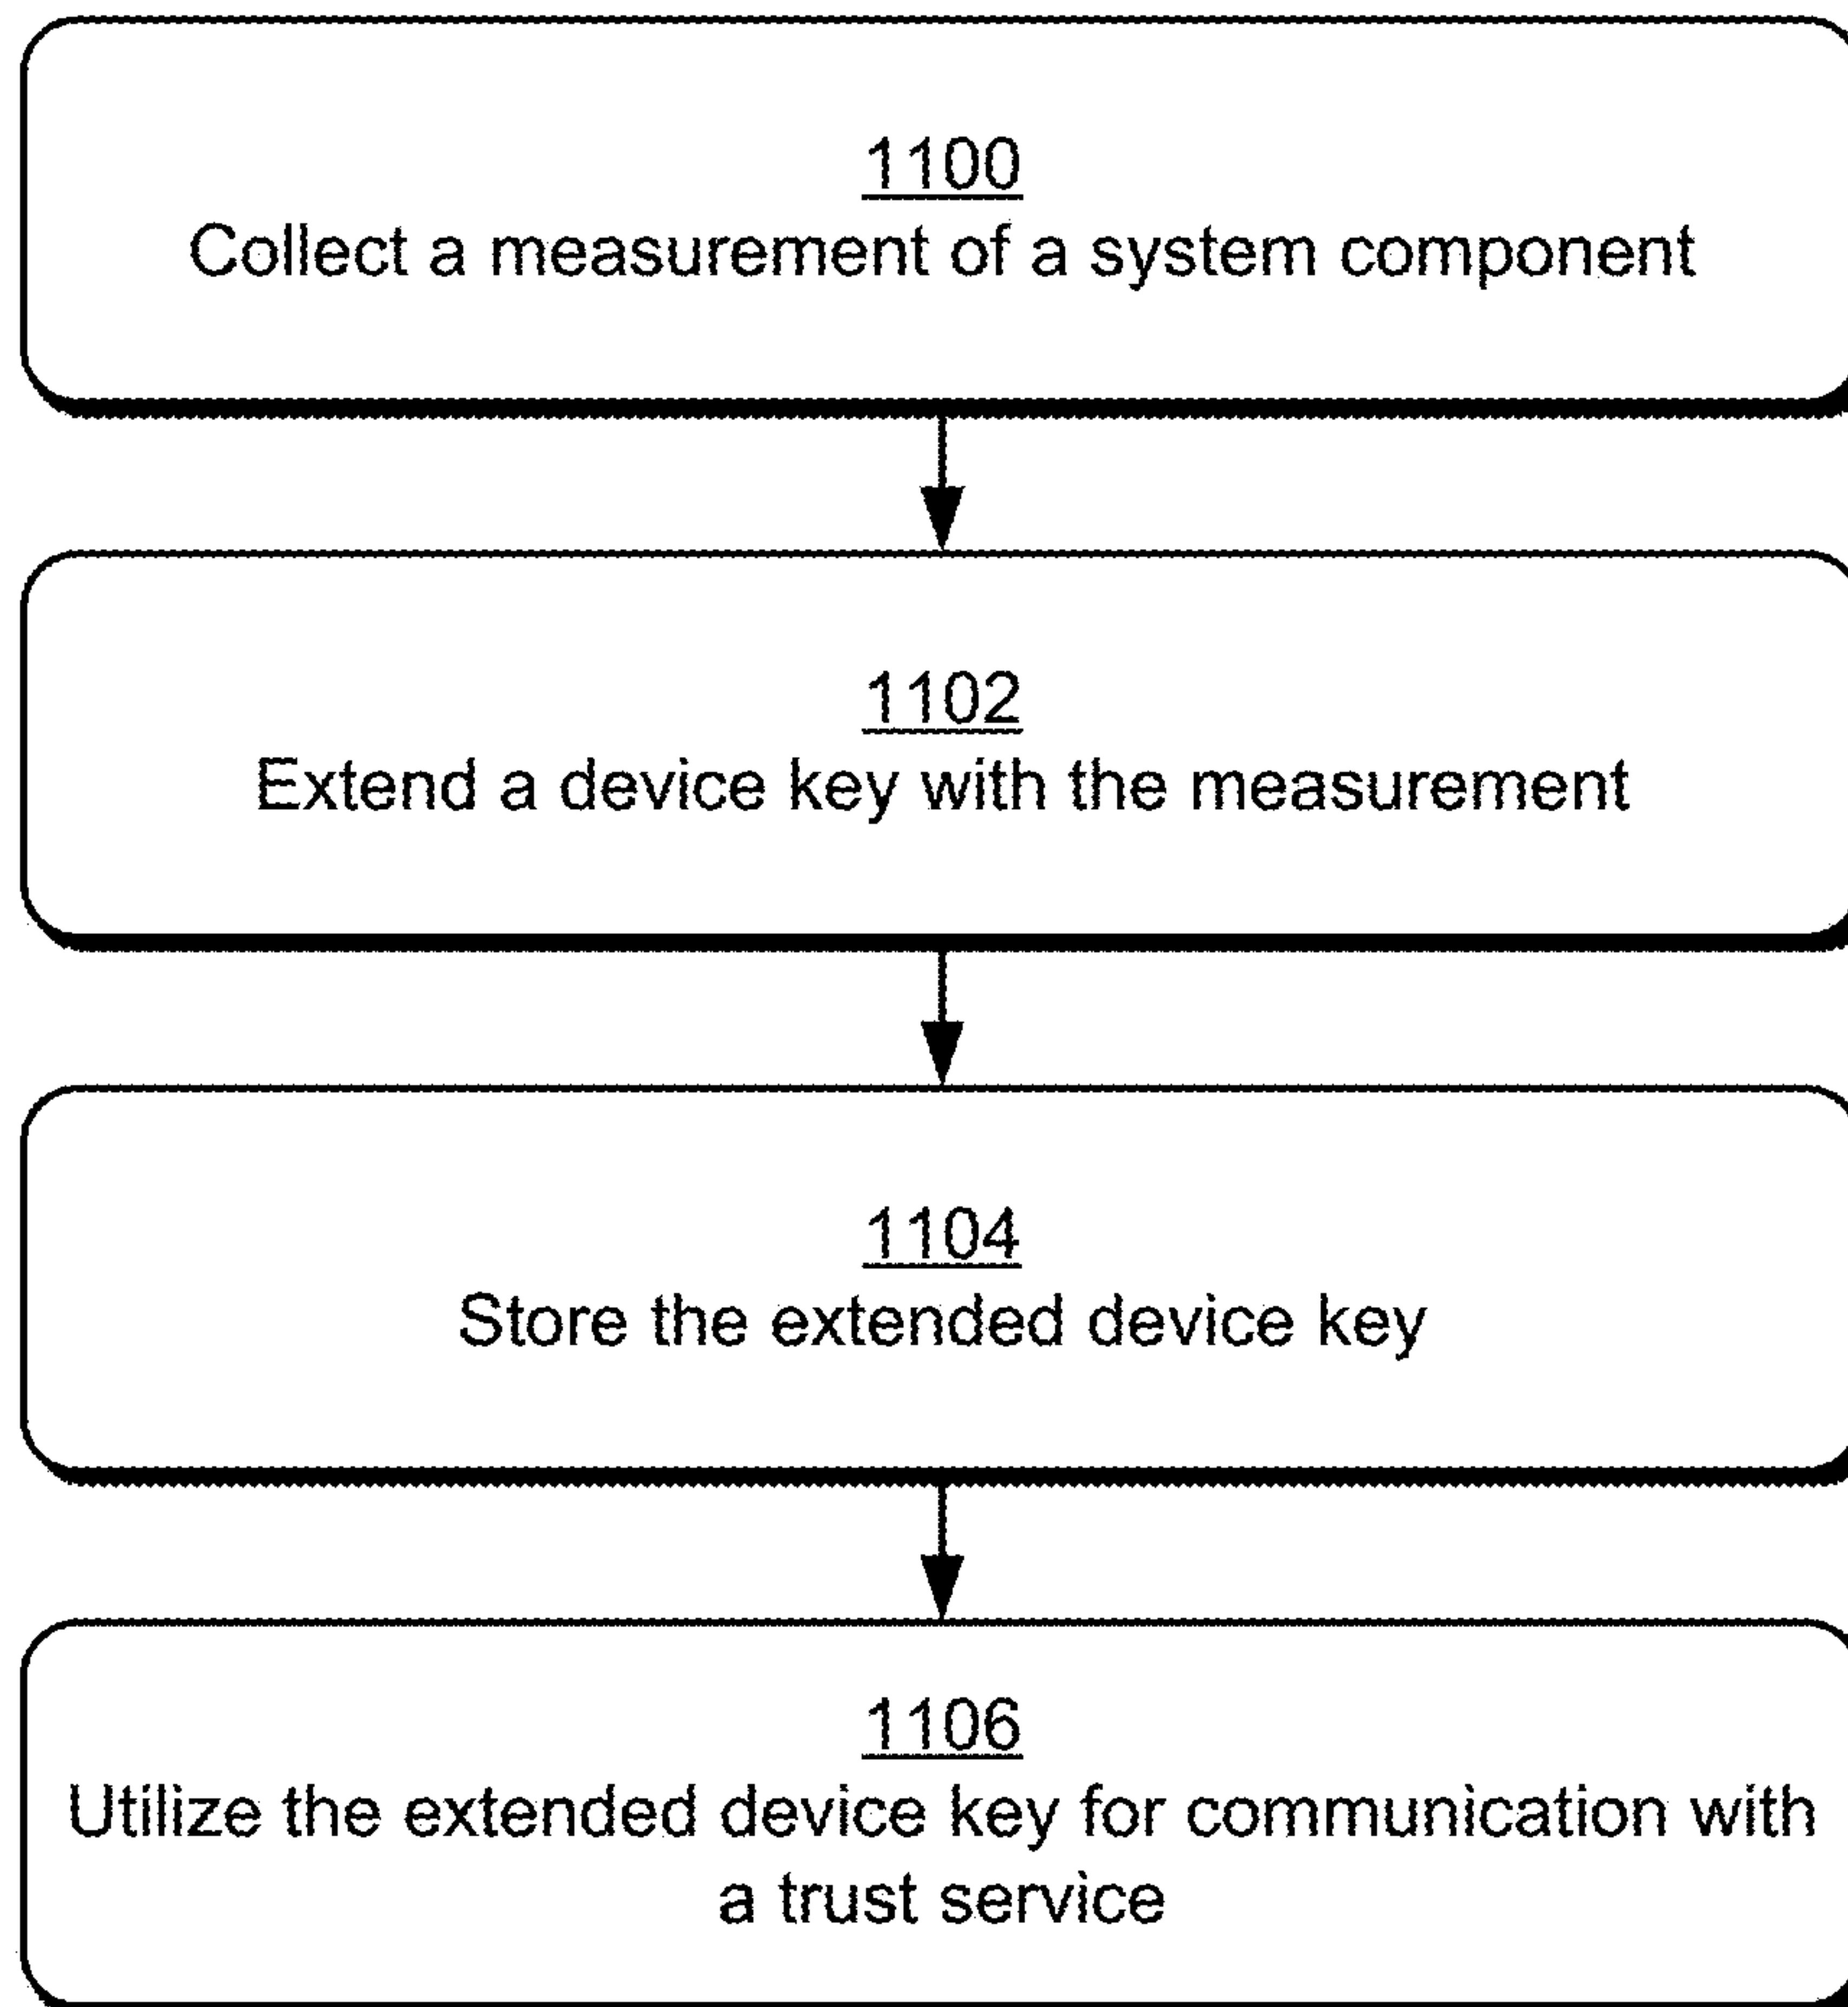 1100
Collect a measurement of a system component
1102
Extend a device key with the measurement
1104
Store the extended device key
1106
Utilize the extended device key for communication with
a trust service